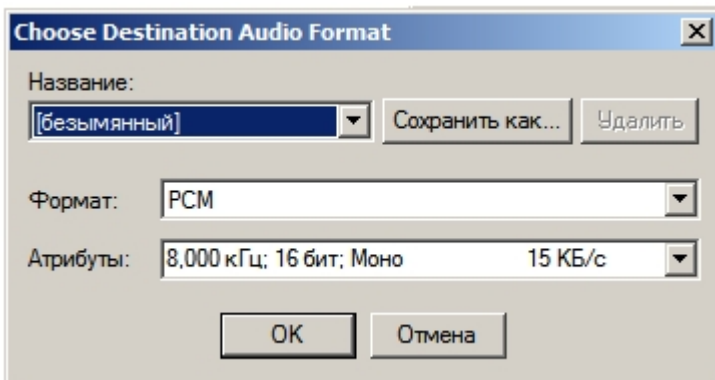 Choose Destination Audio Format
Название:
[безымянный] Сохранить как... Удалить
Формат: PCM
Атрибуты: 8,000 кГц; 16 бит; Моно 15 КБ/с
OK Отмена